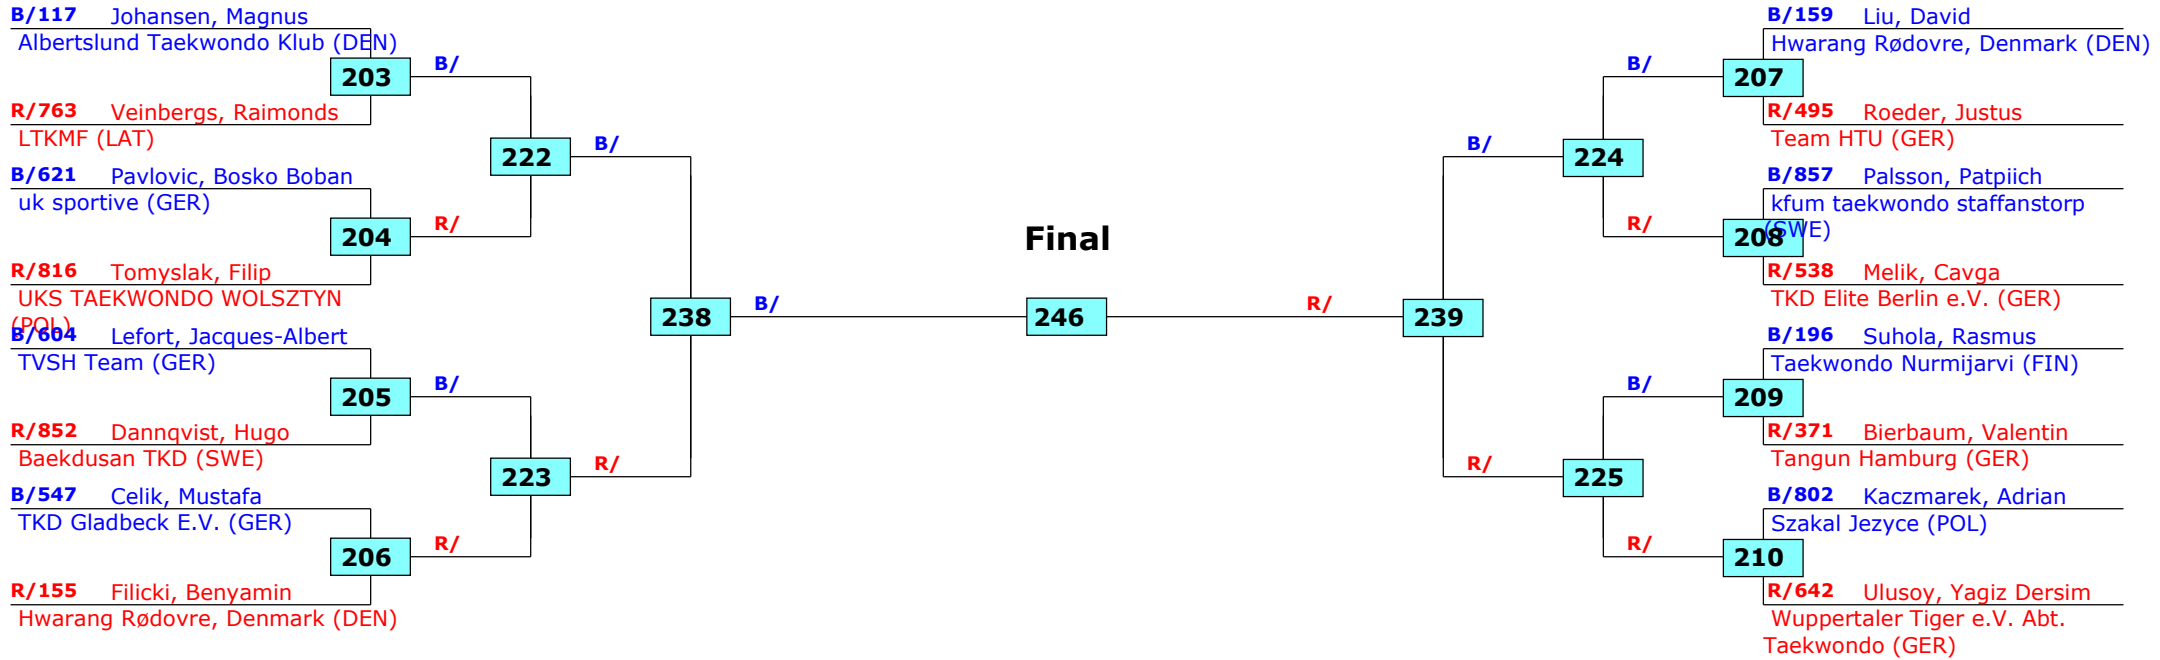 B/117 Johansen, Magnus
Albertslund Taekwondo Klub (DEN)
203
B/
R/763 Veinbergs, Raimonds
LTKMF (LAT)
222
B/
B/621 Pavlovic, Bosko Boban
uk sportive (GER)
204
R/
R/816 Tomyslak, Filip
UKS TAEKWONDO WOLSZTYN
(POL)
238
B/
B/604 Lefort, Jacques-Albert
TVSH Team (GER)
205
B/
R/852 Dannqvist, Hugo
Baekdusan TKD (SWE)
223
R/
B/547 Celik, Mustafa
TKD Gladbeck E.V. (GER)
206
R/
R/155 Filicki, Benyamin
Hwarang Rødovre, Denmark (DEN)
Final
246
B/159 Liu, David
Hwarang Rødovre, Denmark (DEN)
B/
207
R/495 Roeder, Justus
Team HTU (GER)
B/
224
B/857 Palsson, Patpiich
kfum taekwondo staffanstorp
(SWE)
R/
208
R/538 Melik, Cavga
TKD Elite Berlin e.V. (GER)
R/
239
B/196 Suhola, Rasmus
Taekwondo Nurmijarvi (FIN)
B/
209
R/371 Bierbaum, Valentin
Tangun Hamburg (GER)
R/
225
B/802 Kaczmarek, Adrian
Szakal Jezyce (POL)
R/
210
R/642 Ulusoy, Yagiz Dersim
Wuppertaler Tiger e.V. Abt.
Taekwondo (GER)